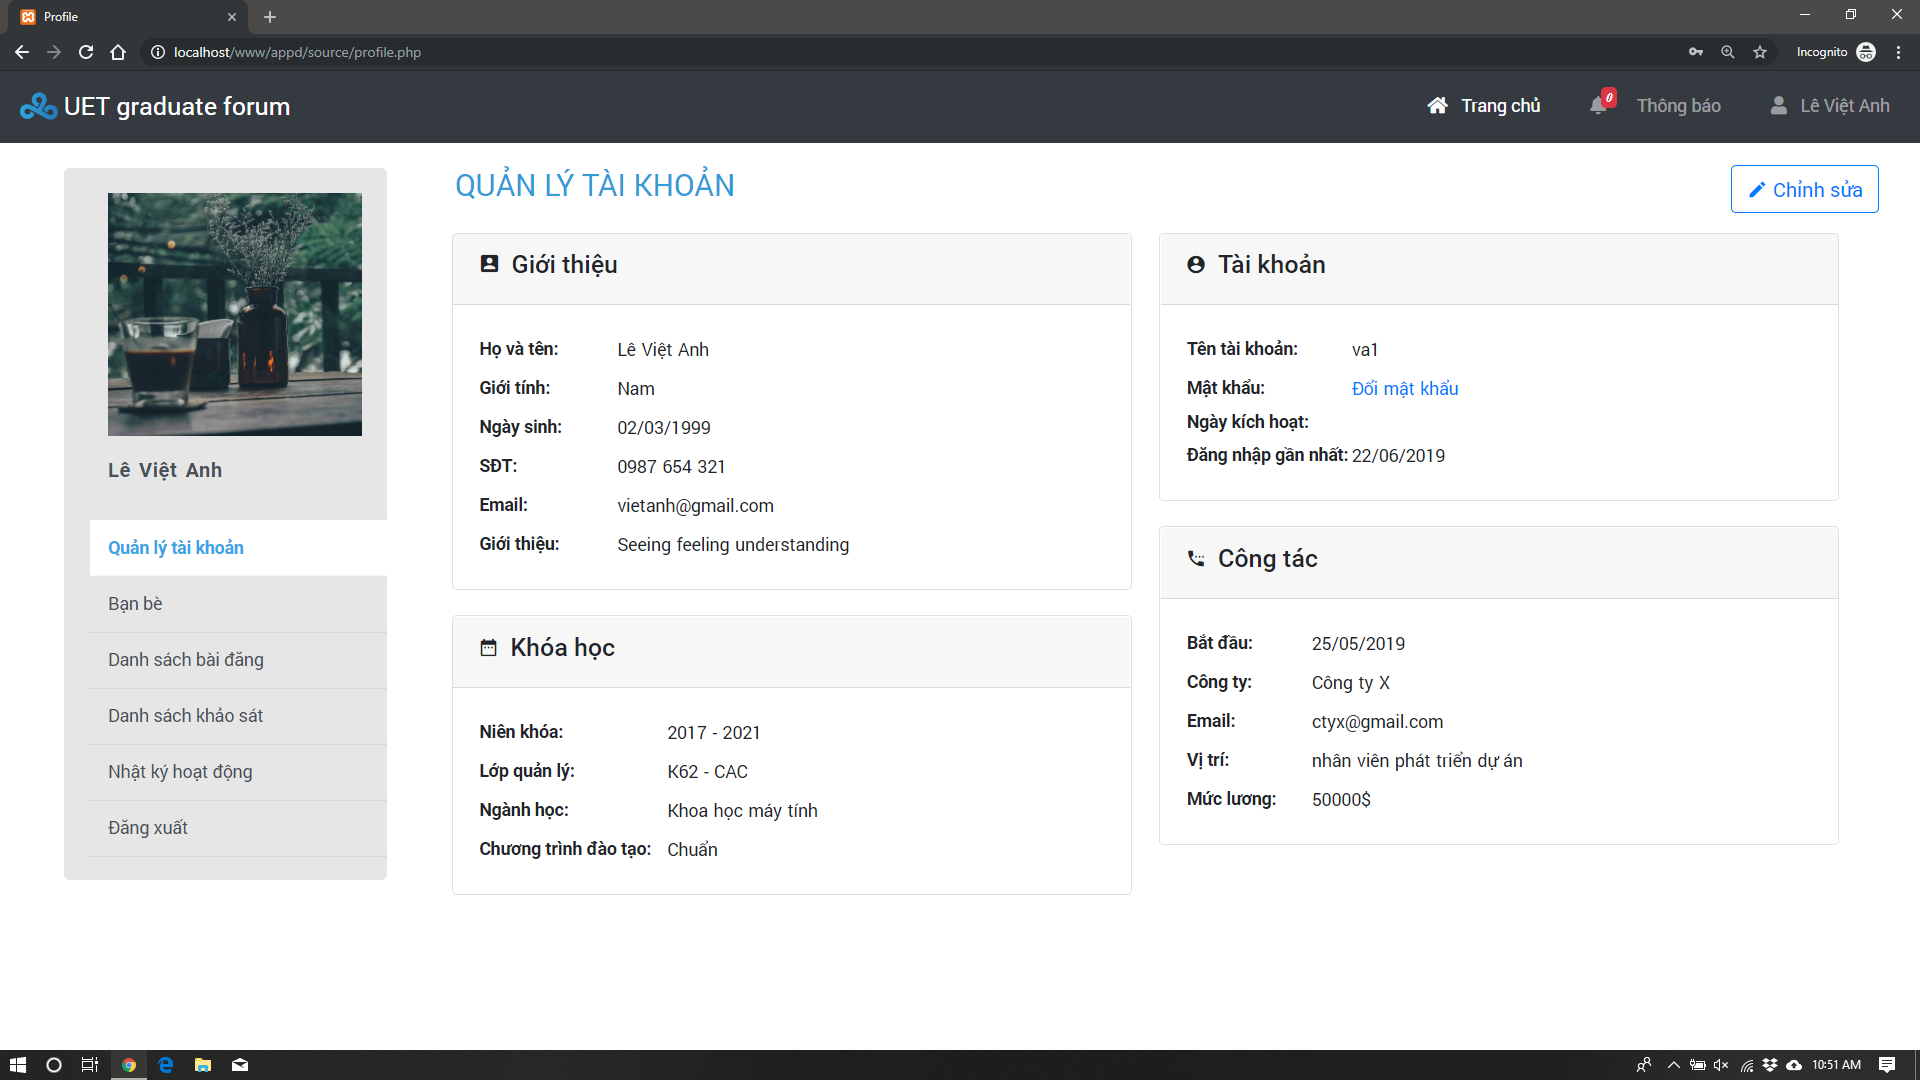 Profile
localhost/www/appd/source/profile.php
Incognito
UET graduate forum
0
Trang chủ
Thông báo
Lê Việt Anh
Lê Việt Anh
Quản lý tài khoản
Bạn bè
Danh sách bài đăng
Danh sách khảo sát
Nhật ký hoạt động
Đăng xuất
QUẢN LÝ TÀI KHOẢN
Chỉnh sửa
Giới thiệu
Họ và tên: Lê Việt Anh
Giới tính: Nam
Ngày sinh: 02/03/1999
SĐT: 0987 654 321
Email: vietanh@gmail.com
Giới thiệu: Seeing feeling understanding
Khóa học
Niên khóa: 2017 - 2021
Lớp quản lý: K62 - CAC
Ngành học: Khoa học máy tính
Chương trình đào tạo: Chuẩn
Tài khoản
Tên tài khoản: va1
Mật khẩu: Đổi mật khẩu
Ngày kích hoạt:
Đăng nhập gần nhất: 22/06/2019
Công tác
Bắt đầu: 25/05/2019
Công ty: Công ty X
Email: ctyx@gmail.com
Vị trí: nhân viên phát triển dự án
Mức lương: 50000$
10:51 AM